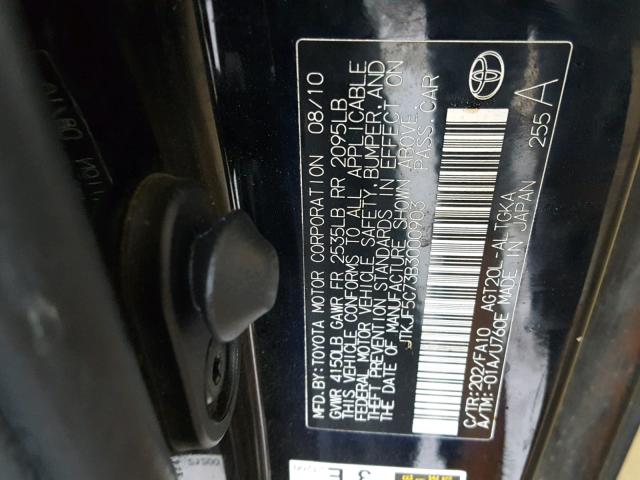 MFD.BY:TOYOTA MOTOR CORPORATION 08/10
GVWR 4150LB GAWR FR 2535LB RR 2095LB
THIS VEHICLE CONFORMS TO ALL APPLICABLE
FEDERAL MOTOR VEHICLE SAFETY, BUMPER, AND
THEFT PREVENTION STANDARDS IN EFFECT ON
THE DATE OF MANUFACTURE SHOWN ABOVE.
JTKJF5C73B3000903 PASS. CAR
C/TR:202/FA10 AGT20L-ALTGKA
A/TM:-01A/U760E MADE IN JAPAN
255 A